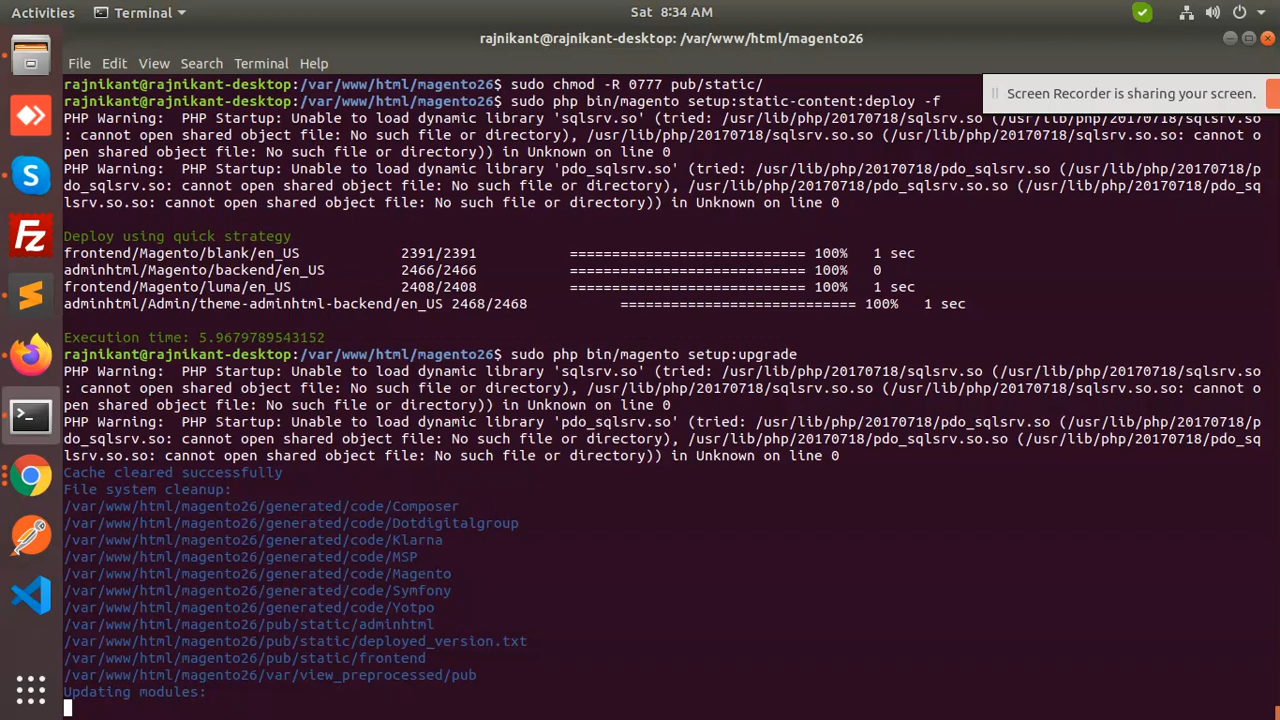 Activities
Terminal
Sat 8:34 AM
rajnikant@rajnikant-desktop: /var/www/html/magento26
File Edit View Search Terminal Help
rajnikant@rajnikant-desktop:/var/www/html/magento26$ sudo chmod -R 0777 pub/static/
rajnikant@rajnikant-desktop:/var/www/html/magento26$ sudo php bin/magento setup:static-content:deploy -f
Screen Recorder is sharing your screen.
PHP Warning:  PHP Startup: Unable to load dynamic library 'sqlsrv.so' (tried: /usr/lib/php/20170718/sqlsrv.so (/usr/lib/php/20170718/sqlsrv.so
: cannot open shared object file: No such file or directory), /usr/lib/php/20170718/sqlsrv.so.so (/usr/lib/php/20170718/sqlsrv.so.so: cannot o
pen shared object file: No such file or directory)) in Unknown on line 0
PHP Warning:  PHP Startup: Unable to load dynamic library 'pdo_sqlsrv.so' (tried: /usr/lib/php/20170718/pdo_sqlsrv.so (/usr/lib/php/20170718/p
do_sqlsrv.so: cannot open shared object file: No such file or directory), /usr/lib/php/20170718/pdo_sqlsrv.so.so (/usr/lib/php/20170718/pdo_sq
lsrv.so.so: cannot open shared object file: No such file or directory)) in Unknown on line 0
Deploy using quick strategy
frontend/Magento/blank/en_US 2391/2391 ============================ 100% 1 sec
adminhtml/Magento/backend/en_US 2466/2466 ============================ 100% 0
frontend/Magento/luma/en_US 2408/2408 ============================ 100% 1 sec
adminhtml/Admin/theme-adminhtml-backend/en_US 2468/2468 ============================ 100% 1 sec
Execution time: 5.9679789543152
rajnikant@rajnikant-desktop:/var/www/html/magento26$ sudo php bin/magento setup:upgrade
PHP Warning:  PHP Startup: Unable to load dynamic library 'sqlsrv.so' (tried: /usr/lib/php/20170718/sqlsrv.so (/usr/lib/php/20170718/sqlsrv.so
: cannot open shared object file: No such file or directory), /usr/lib/php/20170718/sqlsrv.so.so (/usr/lib/php/20170718/sqlsrv.so.so: cannot o
pen shared object file: No such file or directory)) in Unknown on line 0
PHP Warning:  PHP Startup: Unable to load dynamic library 'pdo_sqlsrv.so' (tried: /usr/lib/php/20170718/pdo_sqlsrv.so (/usr/lib/php/20170718/p
do_sqlsrv.so: cannot open shared object file: No such file or directory), /usr/lib/php/20170718/pdo_sqlsrv.so.so (/usr/lib/php/20170718/pdo_sq
lsrv.so.so: cannot open shared object file: No such file or directory)) in Unknown on line 0
Cache cleared successfully
File system cleanup:
/var/www/html/magento26/generated/code/Composer
/var/www/html/magento26/generated/code/Dotdigitalgroup
/var/www/html/magento26/generated/code/Klarna
/var/www/html/magento26/generated/code/MSP
/var/www/html/magento26/generated/code/Magento
/var/www/html/magento26/generated/code/Symfony
/var/www/html/magento26/generated/code/Yotpo
/var/www/html/magento26/pub/static/adminhtml
/var/www/html/magento26/pub/static/deployed_version.txt
/var/www/html/magento26/pub/static/frontend
/var/www/html/magento26/var/view_preprocessed/pub
Updating modules: